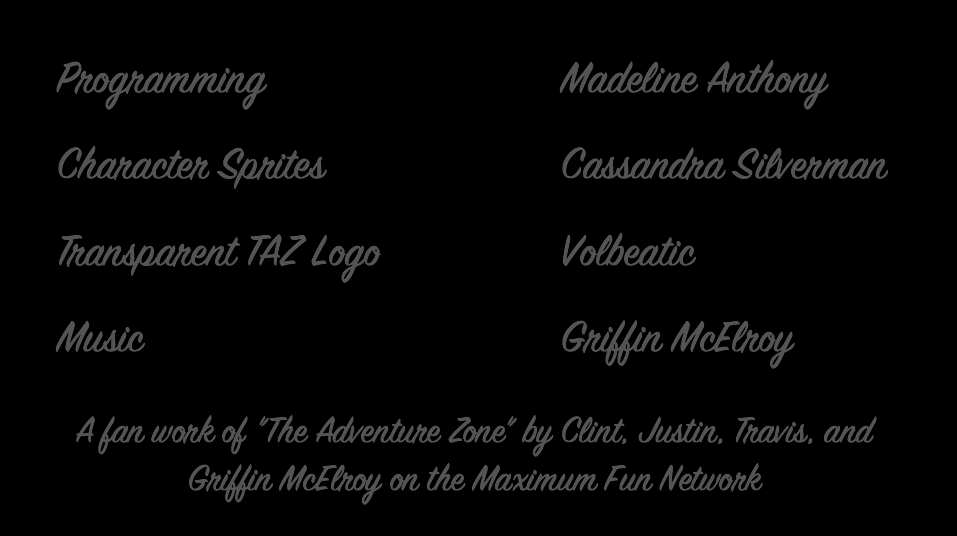 Programming Madeline Anthony
Character Sprites Cassandra Silverman
Transparent TAZ Logo Volbeatic
Music Griffin McElroy
A fan work of "The Adventure Zone" by Clint, Justin, Travis, and
Griffin McElroy on the Maximum Fun Network